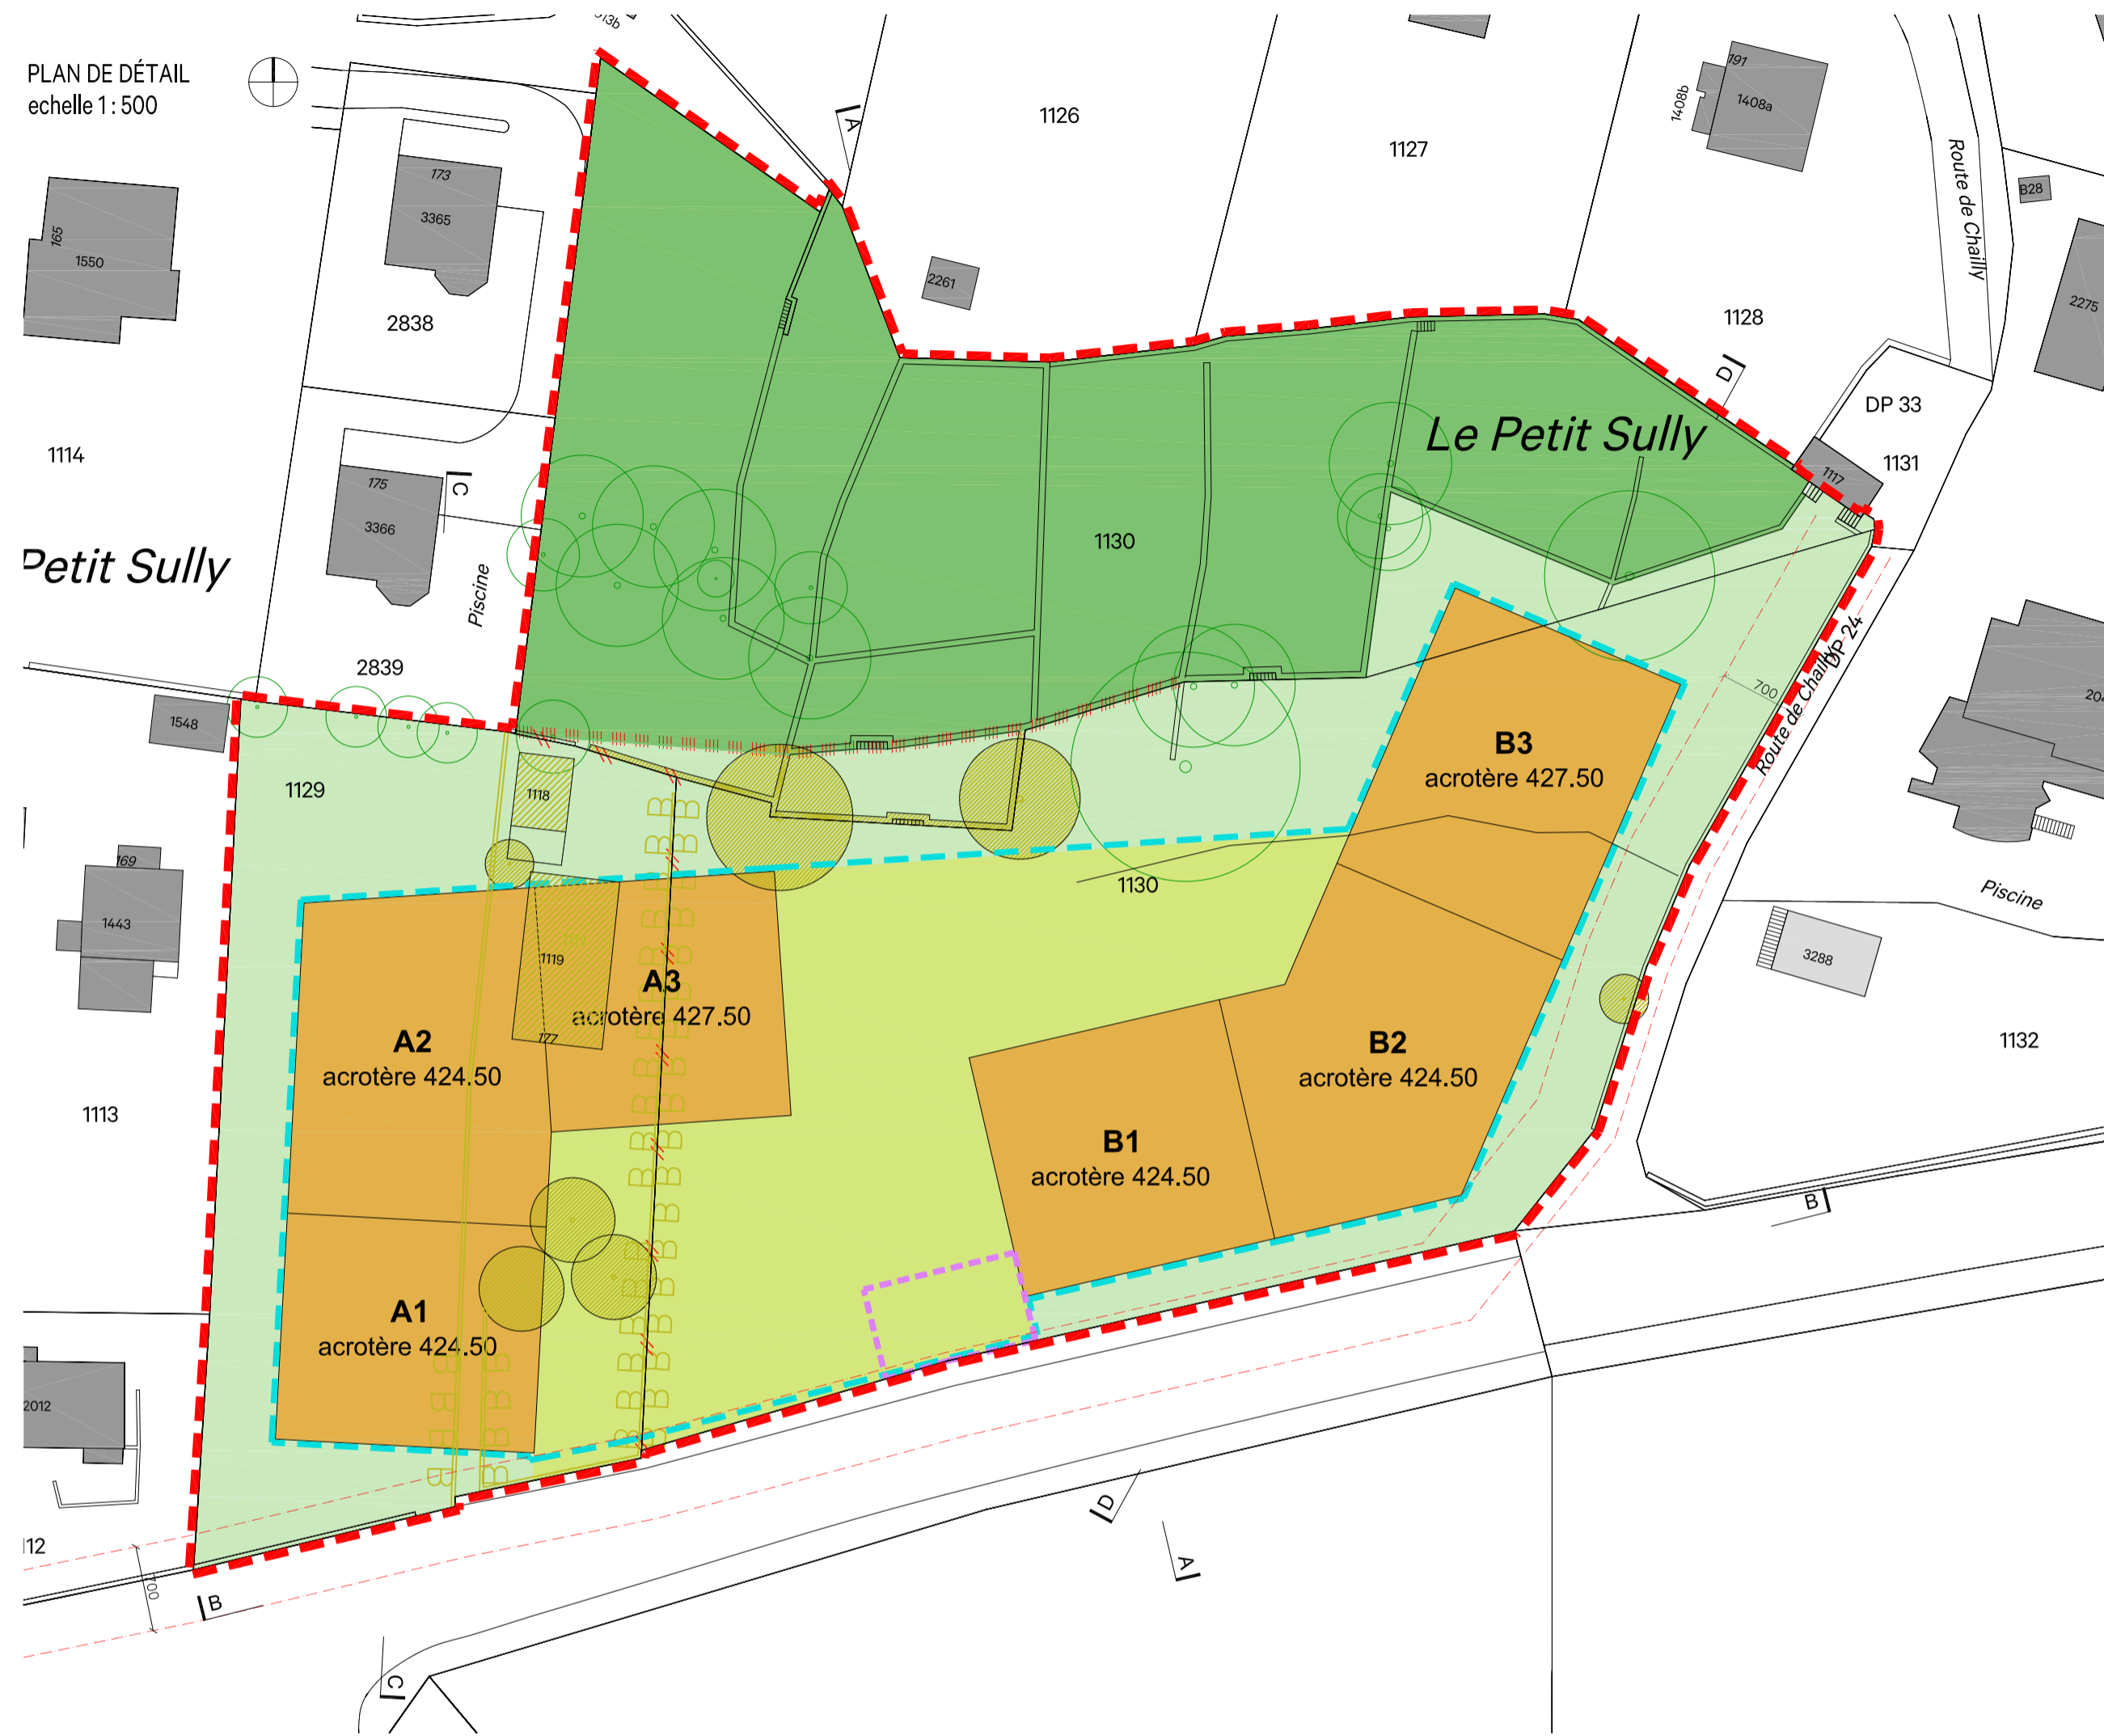 PLAN DE DÉTAIL
echelle 1 : 500
A
1126
1127
191
1408a
1408b
Route de Chailly
B28
2275
173
3365
165
1550
2261
2838
1128
D
DP 33
Le Petit Sully
1131
1117
1114
175
3366
C
Petit Sully
Piscine
1130
2839
DP 24
Route de Chailly
700
1548
1129
1118
B3
acrotère 427.50
169
1443
1130
Piscine
3288
1119
A3
acrotère 427.50
177
A2
acrotère 424.50
B2
acrotère 424.50
1132
1113
B1
acrotère 424.50
B
A1
acrotère 424.50
2012
D
A
B
C